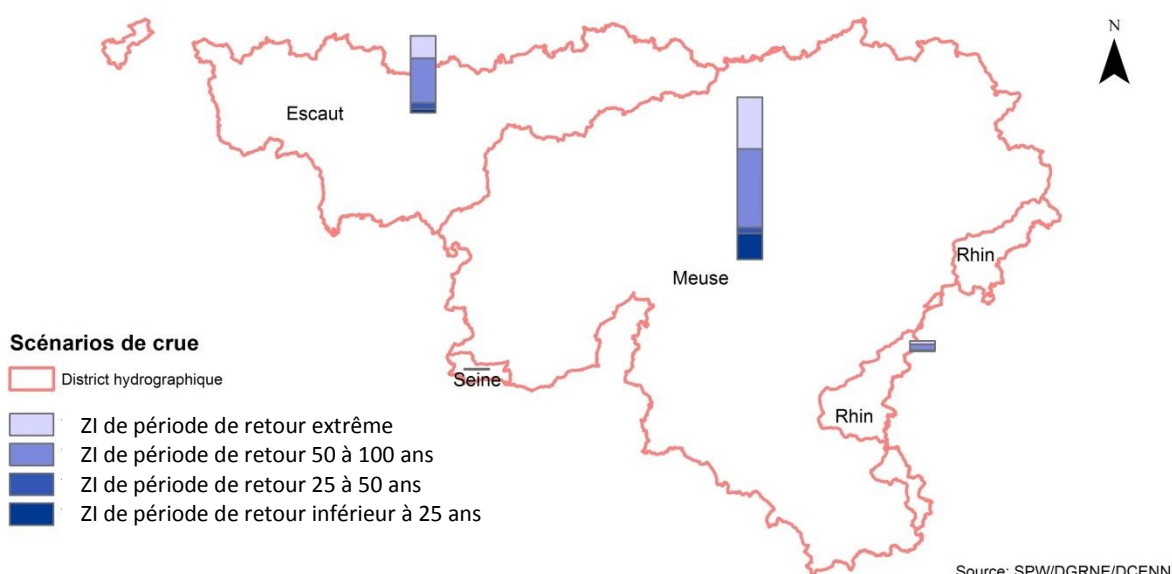 N
Escaut
Rhin
Meuse
Scénarios de crue
District hydrographique
Seine
Rhin
ZI de période de retour extrême
ZI de période de retour 50 à 100 ans
ZI de période de retour 25 à 50 ans
ZI de période de retour inférieur à 25 ans
Source: SPW/DGRNE/DCENN